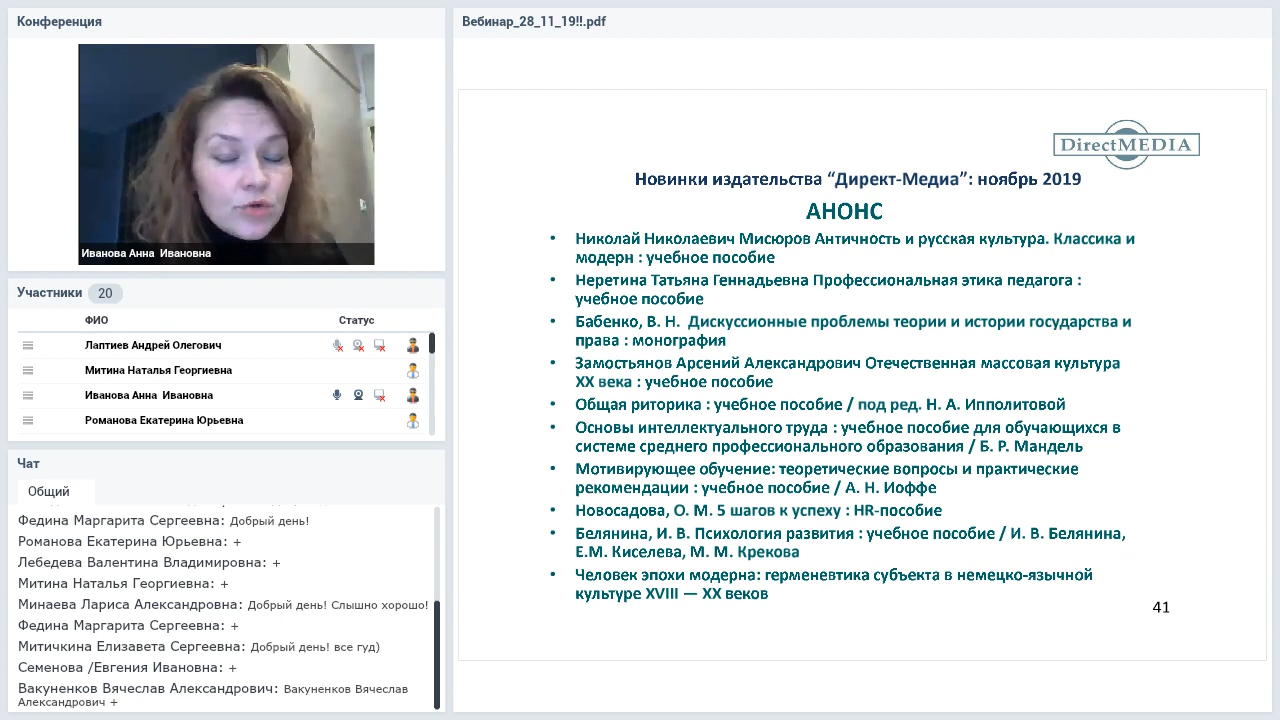 Конференция
Иванова Анна  Ивановна
Участники 20
ФИО Статус
Лаптиев Андрей Олегович
Митина Наталья Георгиевна
Иванова Анна  Ивановна
Романова Екатерина Юрьевна
Чат
Общий
Федина Маргарита Сергеевна: Добрый день!
Романова Екатерина Юрьевна: +
Лебедева Валентина Владимировна: +
Митина Наталья Георгиевна: +
Минаева Лариса Александровна: Добрый день! Слышно хорошо!
Федина Маргарита Сергеевна: +
Митичкина Елизавета Сергеевна: Добрый день! все гуд)
Семенова /Евгения Ивановна: +
Вакуненков Вячеслав Александрович: Вакуненков Вячеслав
Александрович +
Вебинар_28_11_19!!.pdf
DirectMEDIA
Новинки издательства “Директ-Медиа”: ноябрь 2019
АНОНС
• Николай Николаевич Мисюров Античность и русская культура. Классика и
модерн : учебное пособие
• Неретина Татьяна Геннадьевна Профессиональная этика педагога :
учебное пособие
• Бабенко, В. Н.  Дискуссионные проблемы теории и истории государства и
права : монография
• Замостьянов Арсений Александрович Отечественная массовая культура
XX века : учебное пособие
• Общая риторика : учебное пособие / под ред. Н. А. Ипполитовой
• Основы интеллектуального труда : учебное пособие для обучающихся в
системе среднего профессионального образования / Б. Р. Мандель
• Мотивирующее обучение: теоретические вопросы и практические
рекомендации : учебное пособие / А. Н. Иоффе
• Новосадова, О. М. 5 шагов к успеху : HR-пособие
• Белянина, И. В. Психология развития : учебное пособие / И. В. Белянина,
Е.М. Киселева, М. М. Крекова
• Человек эпохи модерна: герменевтика субъекта в немецко-язычной
культуре XVIII — XX веков
41